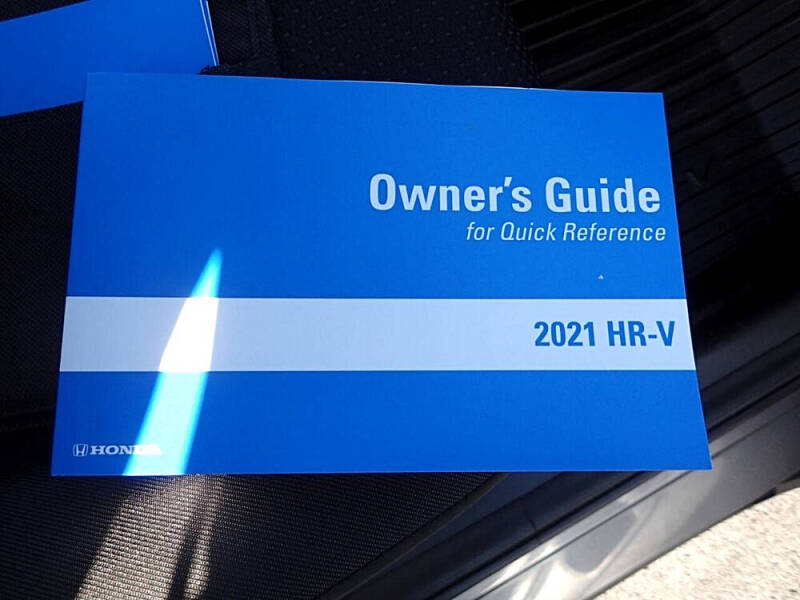 Owner's Guide
for Quick Reference
2021 HR-V
HONDA